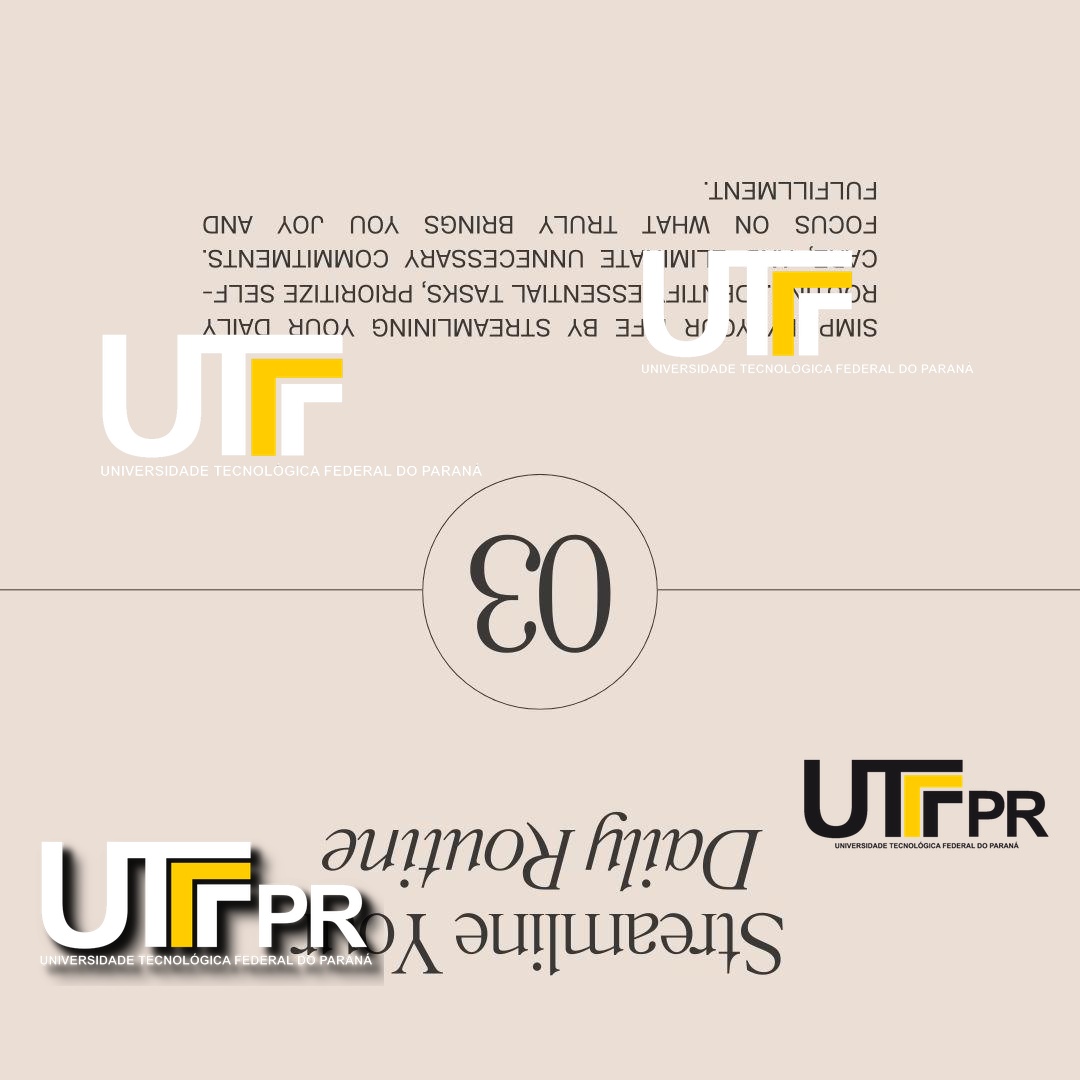 Streamline Your
Daily Routine
03
SIMPLIFY YOUR LIFE BY STREAMLINING YOUR DAILY
ROUTINE. IDENTIFY ESSENTIAL TASKS, PRIORITIZE SELF-
CARE, AND ELIMINATE UNNECESSARY COMMITMENTS.
FOCUS ON WHAT TRULY BRINGS YOU JOY AND
FULFILLMENT.
UTF
UNIVERSIDADE TECNOLÓGICA FEDERAL DO PARANA
UTF
UNIVERSIDADE TECNOLÓGICA FEDERAL DO PARANA
UTFPR
UNIVERSIDADE TECNOLÓGICA FEDERAL DO PARANÁ
UTFPR
UNIVERSIDADE TECNOLÓGICA FEDERAL DO PARANÁ